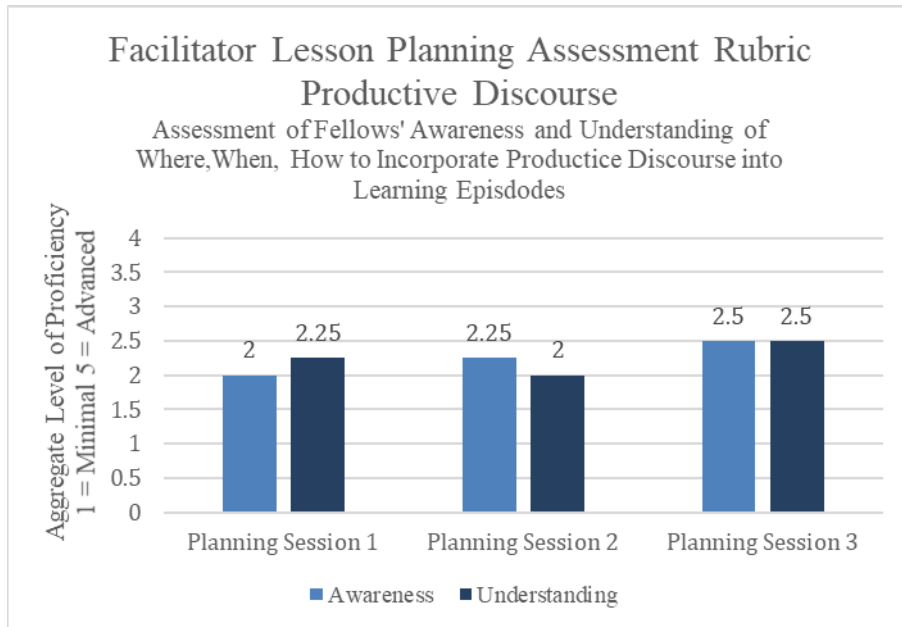 Facilitator Lesson Planning Assessment Rubric
Productive Discourse
Assessment of Fellows' Awareness and Understanding of
Where,When, How to Incorporate Productice Discourse into
Learning Epidsodes
Aggregate Level of Proficiency
1 = Minimal 5 = Advanced
4
3.5
3
2.5
2
1.5
1
0.5
0
2
2.25
2.25
2
2.5
2.5
Planning Session 1
Planning Session 2
Planning Session 3
Awareness
Understanding